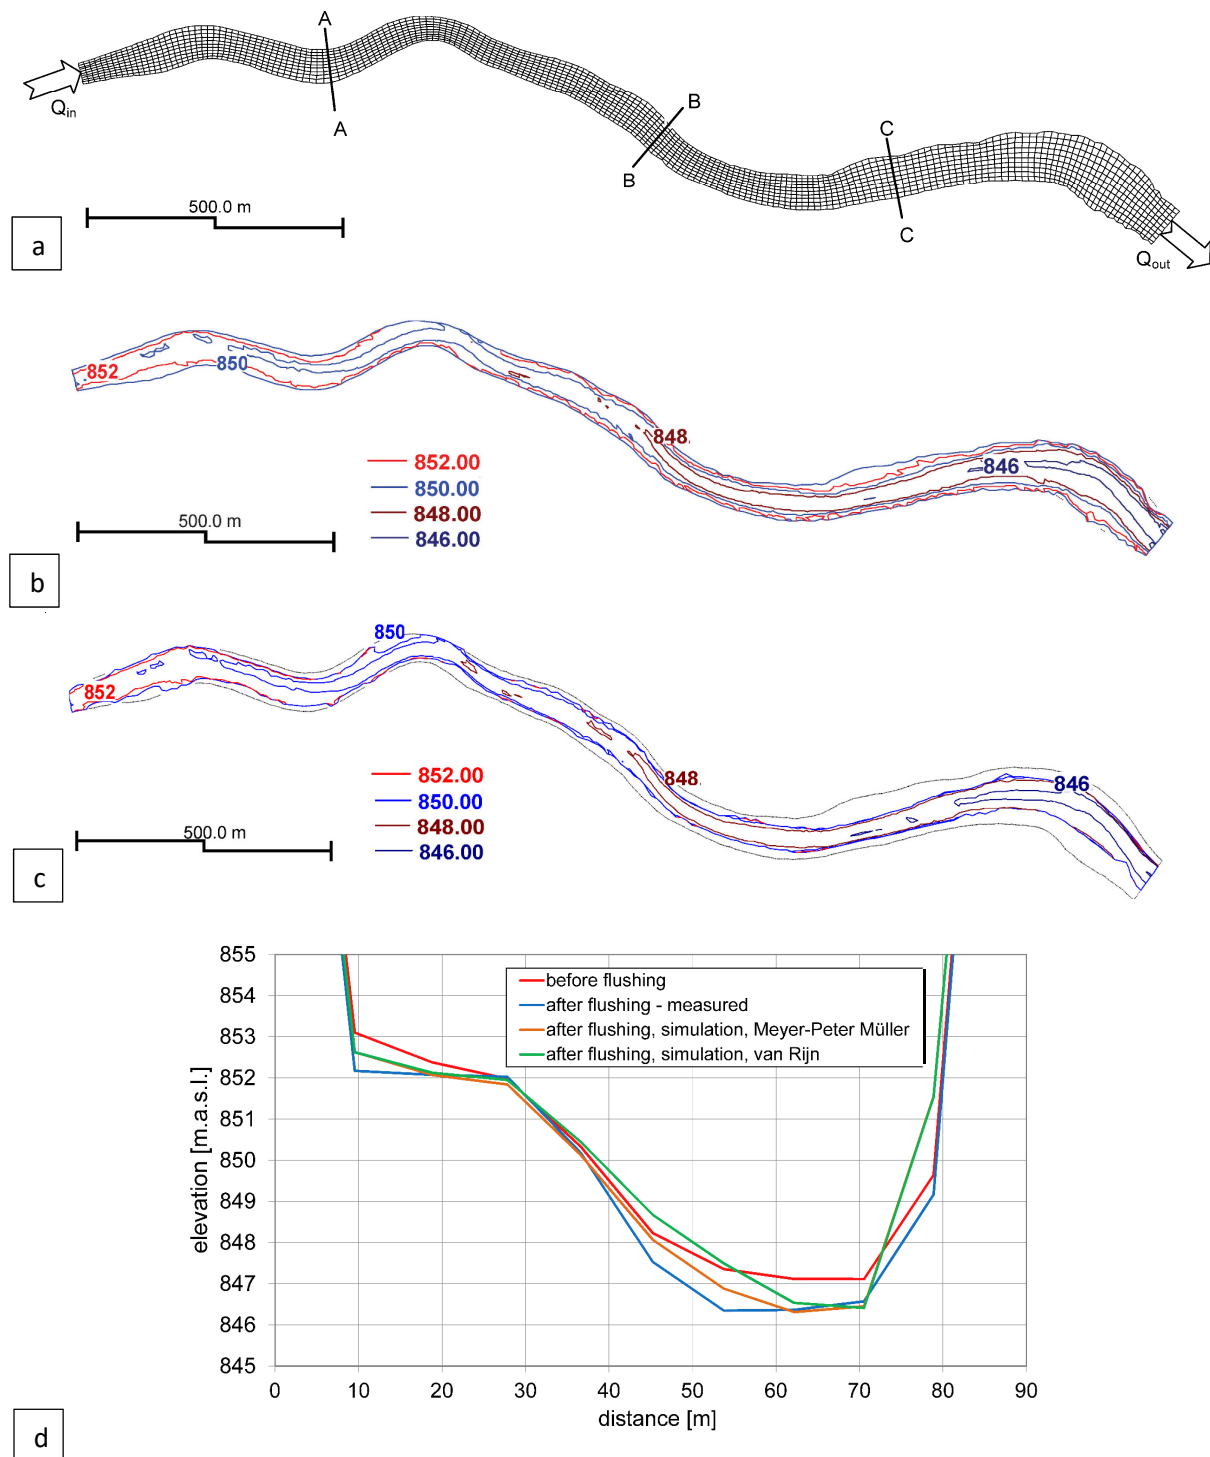 A
Q_in
A
B
B
C
C
Q_out
500.0 m
a
852
850
848
846
852.00
850.00
848.00
846.00
500.0 m
b
850
852
848
846
852.00
850.00
848.00
846.00
500.0 m
c
855
854
853
852
851
850
849
848
847
846
845
elevation [m.a.s.l.]
before flushing
after flushing - measured
after flushing, simulation, Meyer-Peter Müller
after flushing, simulation, van Rijn
0 10 20 30 40 50 60 70 80 90
distance [m]
d